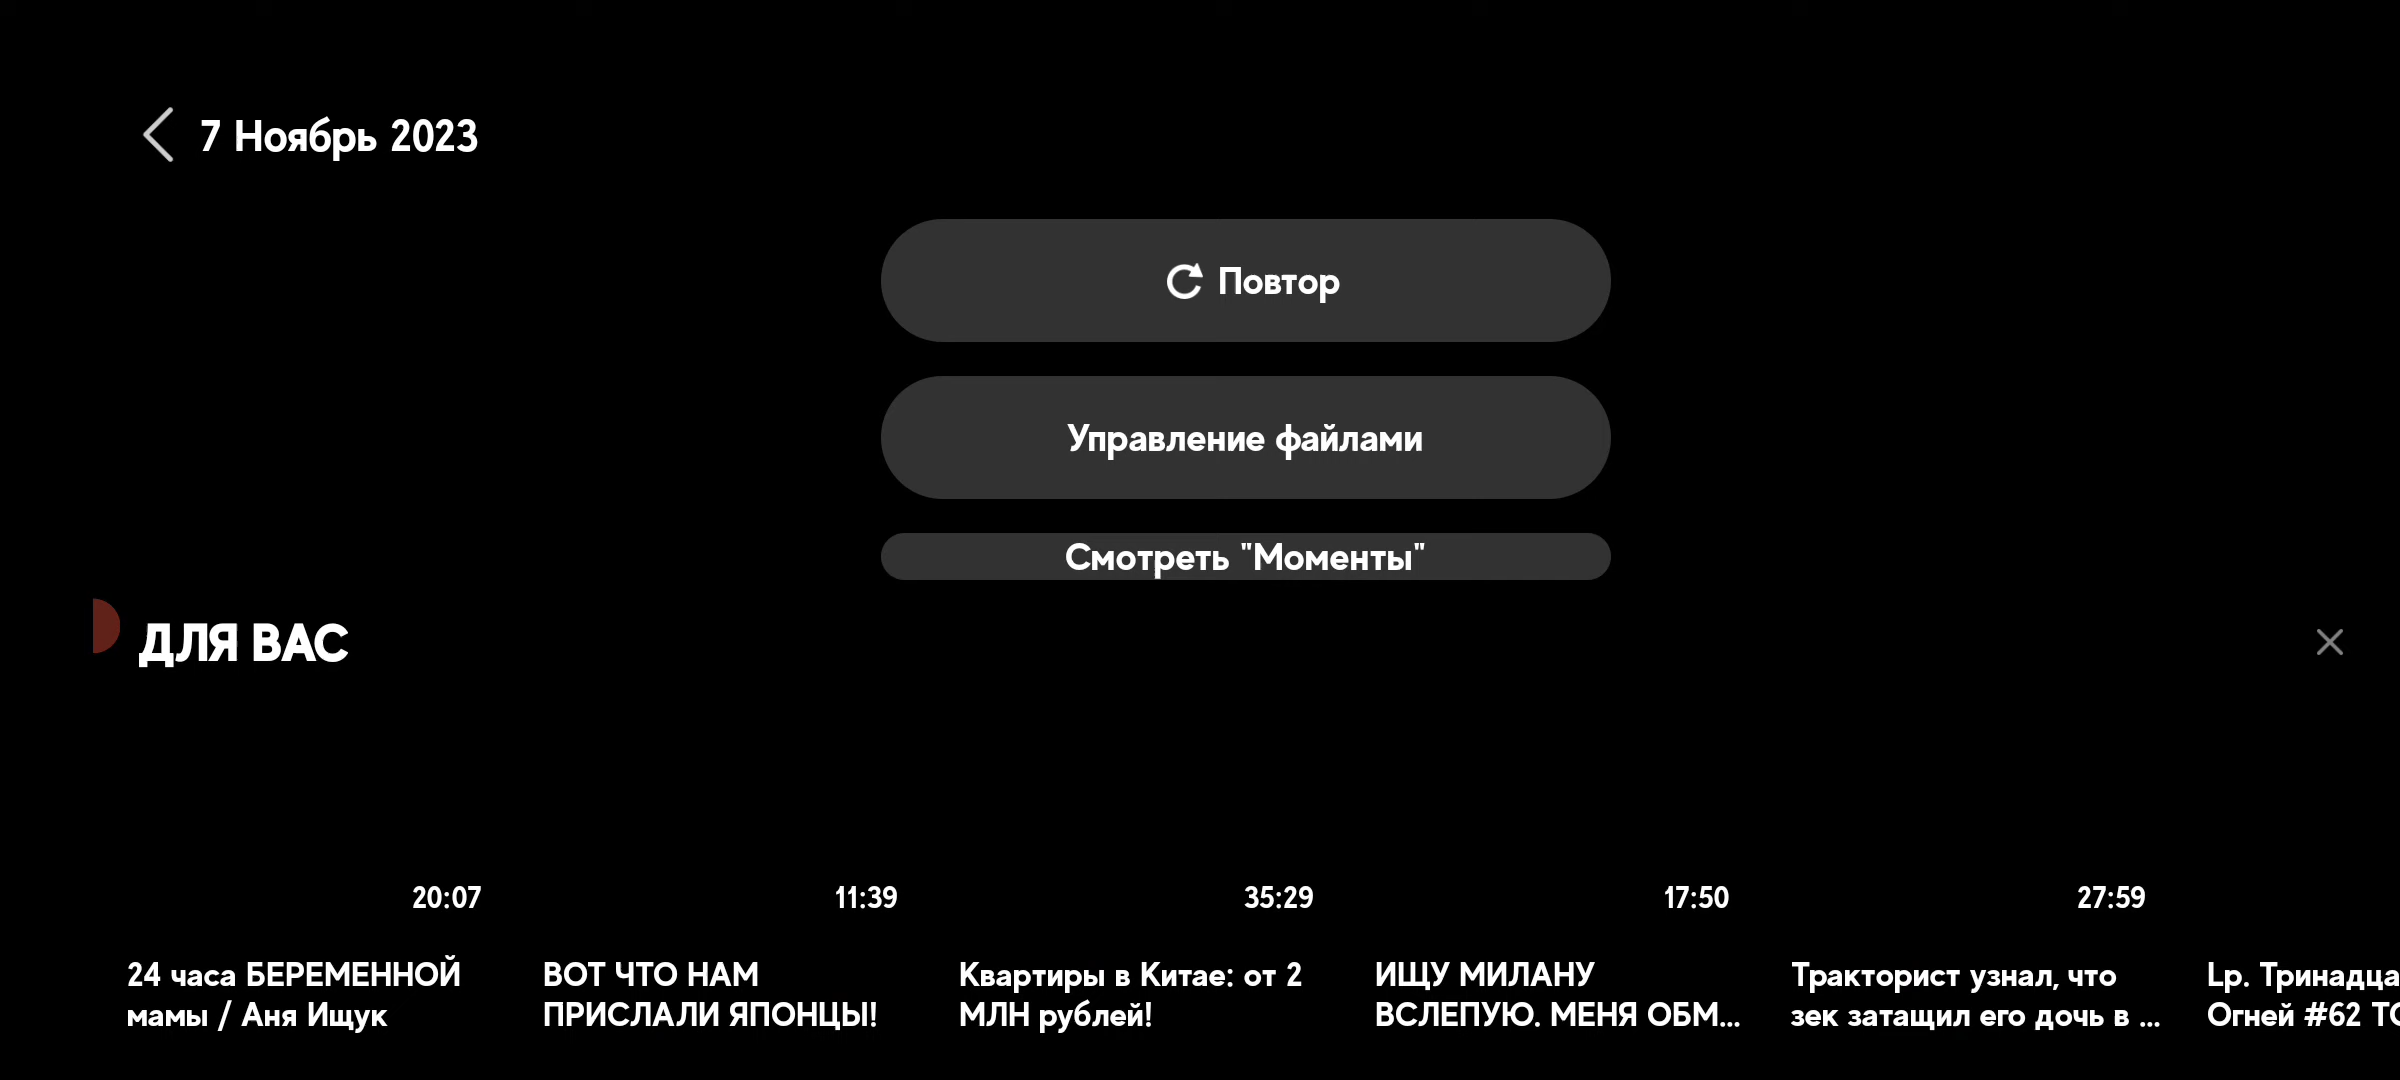 7 Ноябрь 2023
Повтор
Управление файлами
Смотреть "Моменты"
ДЛЯ ВАС
20:07
11:39
35:29
17:50
27:59
24 часа БЕРЕМЕННОЙ
мамы / Аня Ищук
ВОТ ЧТО НАМ
ПРИСЛАЛИ ЯПОНЦЫ!
Квартиры в Китае: от 2
МЛН рублей!
ИЩУ МИЛАНУ
ВСЛЕПУЮ. МЕНЯ ОБМ...
Тракторист узнал, что
зек затащил его дочь в ...
Lp. Тринадца
Огней #62 ТО